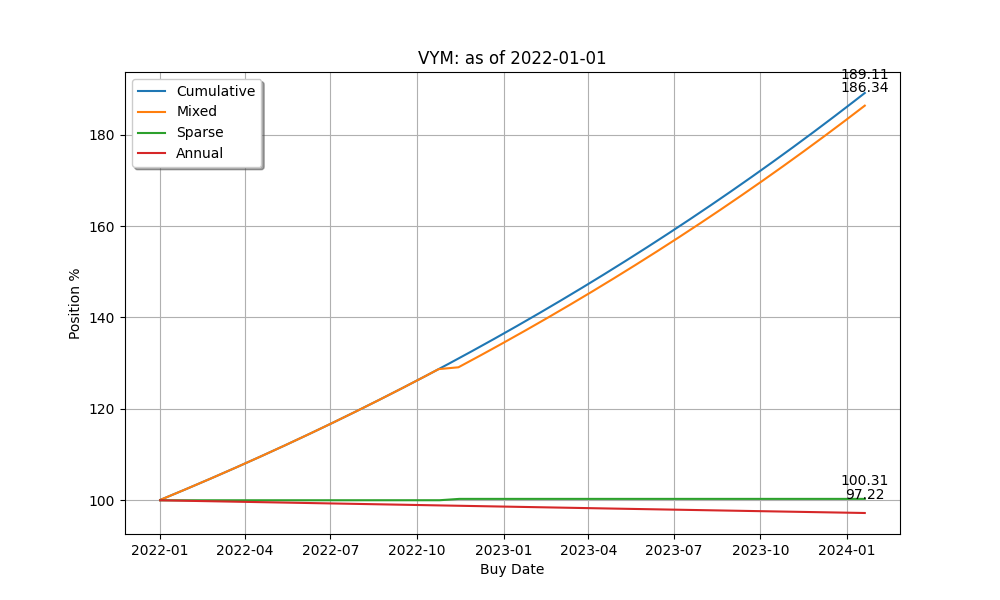 VYM: as of 2022-01-01
189.11
186.34
Cumulative
Mixed
Sparse
Annual
180
160
140
120
100
Position %
100.31
97.22
2022-01 2022-04 2022-07 2022-10 2023-01 2023-04 2023-07 2023-10 2024-01
Buy Date